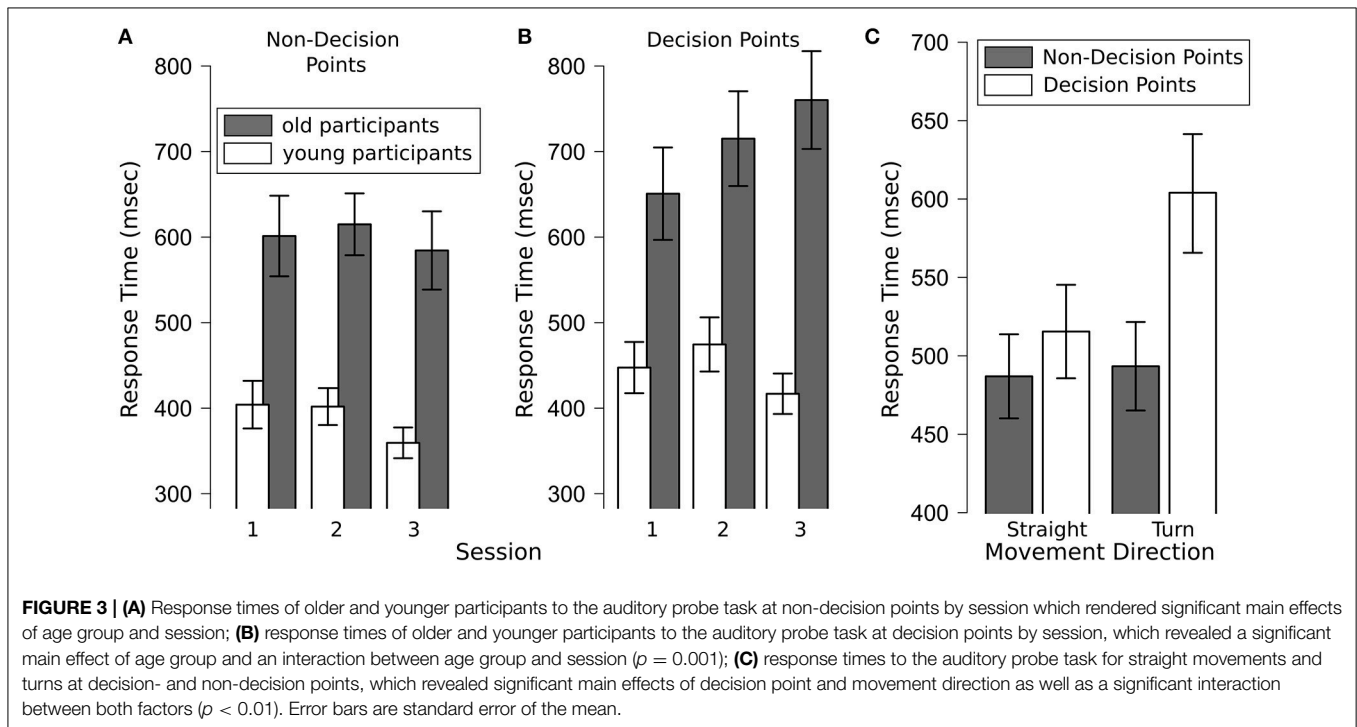 A
Non-Decision
Points
800
700
600
500
400
300
Response Time (msec)
old participants
young participants
1 2 3
B
Decision Points
800
700
600
500
400
300
Response Time (msec)
1 2 3
Session
C
700
650
600
550
500
450
400
Response Time (msec)
Non-Decision Points
Decision Points
Straight Turn
Movement Direction
FIGURE 3 | (A) Response times of older and younger participants to the auditory probe task at non-decision points by session which rendered significant main effects
of age group and session; (B) response times of older and younger participants to the auditory probe task at decision points by session, which revealed a significant
main effect of age group and an interaction between age group and session (p = 0.001); (C) response times to the auditory probe task for straight movements and
turns at decision- and non-decision points, which revealed significant main effects of decision point and movement direction as well as a significant interaction
between both factors (p < 0.01). Error bars are standard error of the mean.